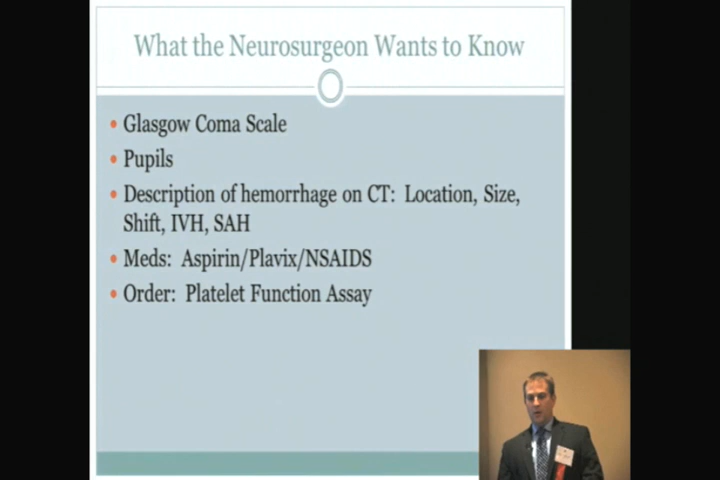 What the Neurosurgeon Wants to Know
• Glasgow Coma Scale
• Pupils
• Description of hemorrhage on CT: Location, Size,
Shift, IVH, SAH
• Meds: Aspirin/Plavix/NSAIDS
• Order: Platelet Function Assay